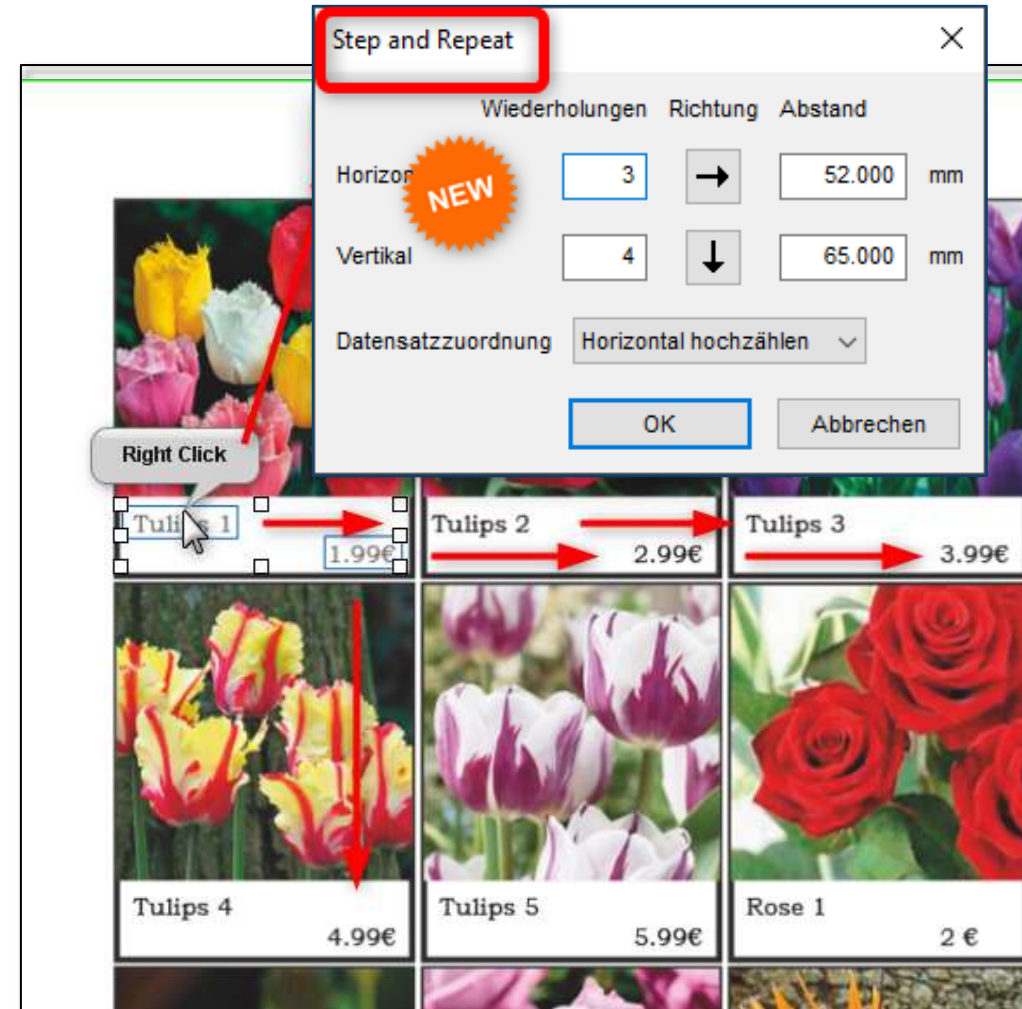 Step and Repeat
Wiederholungen Richtung Abstand
3 52.000 mm
NEW
Vertikal 4 65.000 mm
Datensatzzuordnung Horizontal hochzählen
OK Abbrechen
Right Click
Tulips 1 Tulips 2 Tulips 3
1.99€ 2.99€ 3.99€
Tulips 4 Tulips 5 Rose 1
4.99€ 5.99€ 2 €